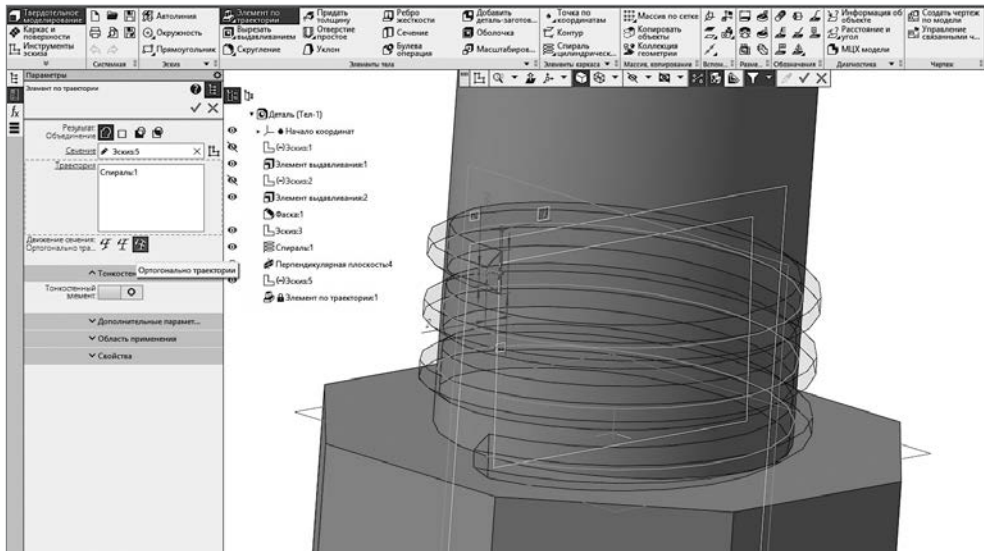 Твердотельное моделирование
Каркас и поверхности
Инструменты эскиза
Системная
Автолиния
Окружность
Прямоугольник
Эскиз
Элемент по траектории
Вырезать выдавливанием
Скругление
Придать толщину
Отверстие простое
Уклон
Ребро жесткости
Сечение
Булева операция
Добавить деталь-заготов...
Оболочка
Масштабиров...
Элементы тела
Точка по координатам
Контур
Спираль цилиндрическ...
Элементы каркаса
Массив по сетке
Копировать объекты
Коллекция геометрии
Массив, копирование
Вспом...
Разме...
Обозначения
Информация об объекте
Расстояние и угол
МЦХ модели
Диагностика
Создать чертеж по модели
Управление связанными ч...
Чертеж
Параметры
Элемент по траектории
Результат:
Объединение
Сечение
Эскиз:5
Траектория
Спираль:1
Движение сечения:
Ортогонально тра...
Ортогонально траектории
Тонкостен
Тонкостенный элемент
Дополнительные парамет...
Область применения
Свойства
Деталь (Тел-1)
Начало координат
(-)Эскиз:1
Элемент выдавливания:1
(-)Эскиз:2
Элемент выдавливания:2
Фаска:1
Эскиз:3
Спираль:1
Перпендикулярная плоскость:4
(-)Эскиз:5
Элемент по траектории:1